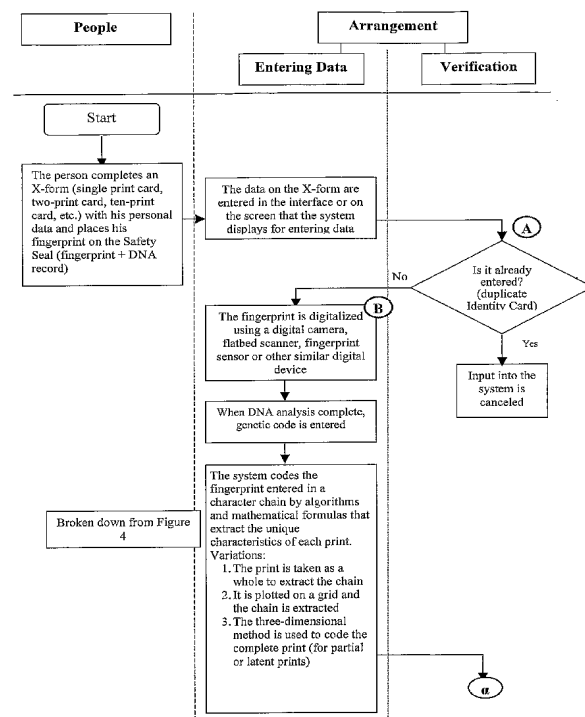 People
Arrangement
Entering Data
Verification
Start
The person completes an
X-form (single print card,
two-print card, ten-print
card, etc.) with his personal
data and places his
fingerprint on the Safety
Seal (fingerprint + DNA
record)
The data on the X-form are
entered in the interface or on
the screen that the system
displays for entering data
A
Is it already
entered?
(duplicate
Identity Card)
No
Yes
B
The fingerprint is digitalized
using a digital camera,
flatbed scanner, fingerprint
sensor or other similar digital
device
Input into the
system is
canceled
When DNA analysis complete,
genetic code is entered
The system codes the
fingerprint entered in a
character chain by algorithms
and mathematical formulas that
extract the unique
characteristics of each print.
Variations:
1. The print is taken as a
whole to extract the chain
2. It is plotted on a grid and
the chain is extracted
3. The three-dimensional
method is used to code the
complete print (for partial
or latent prints)
Broken down from Figure
4
α